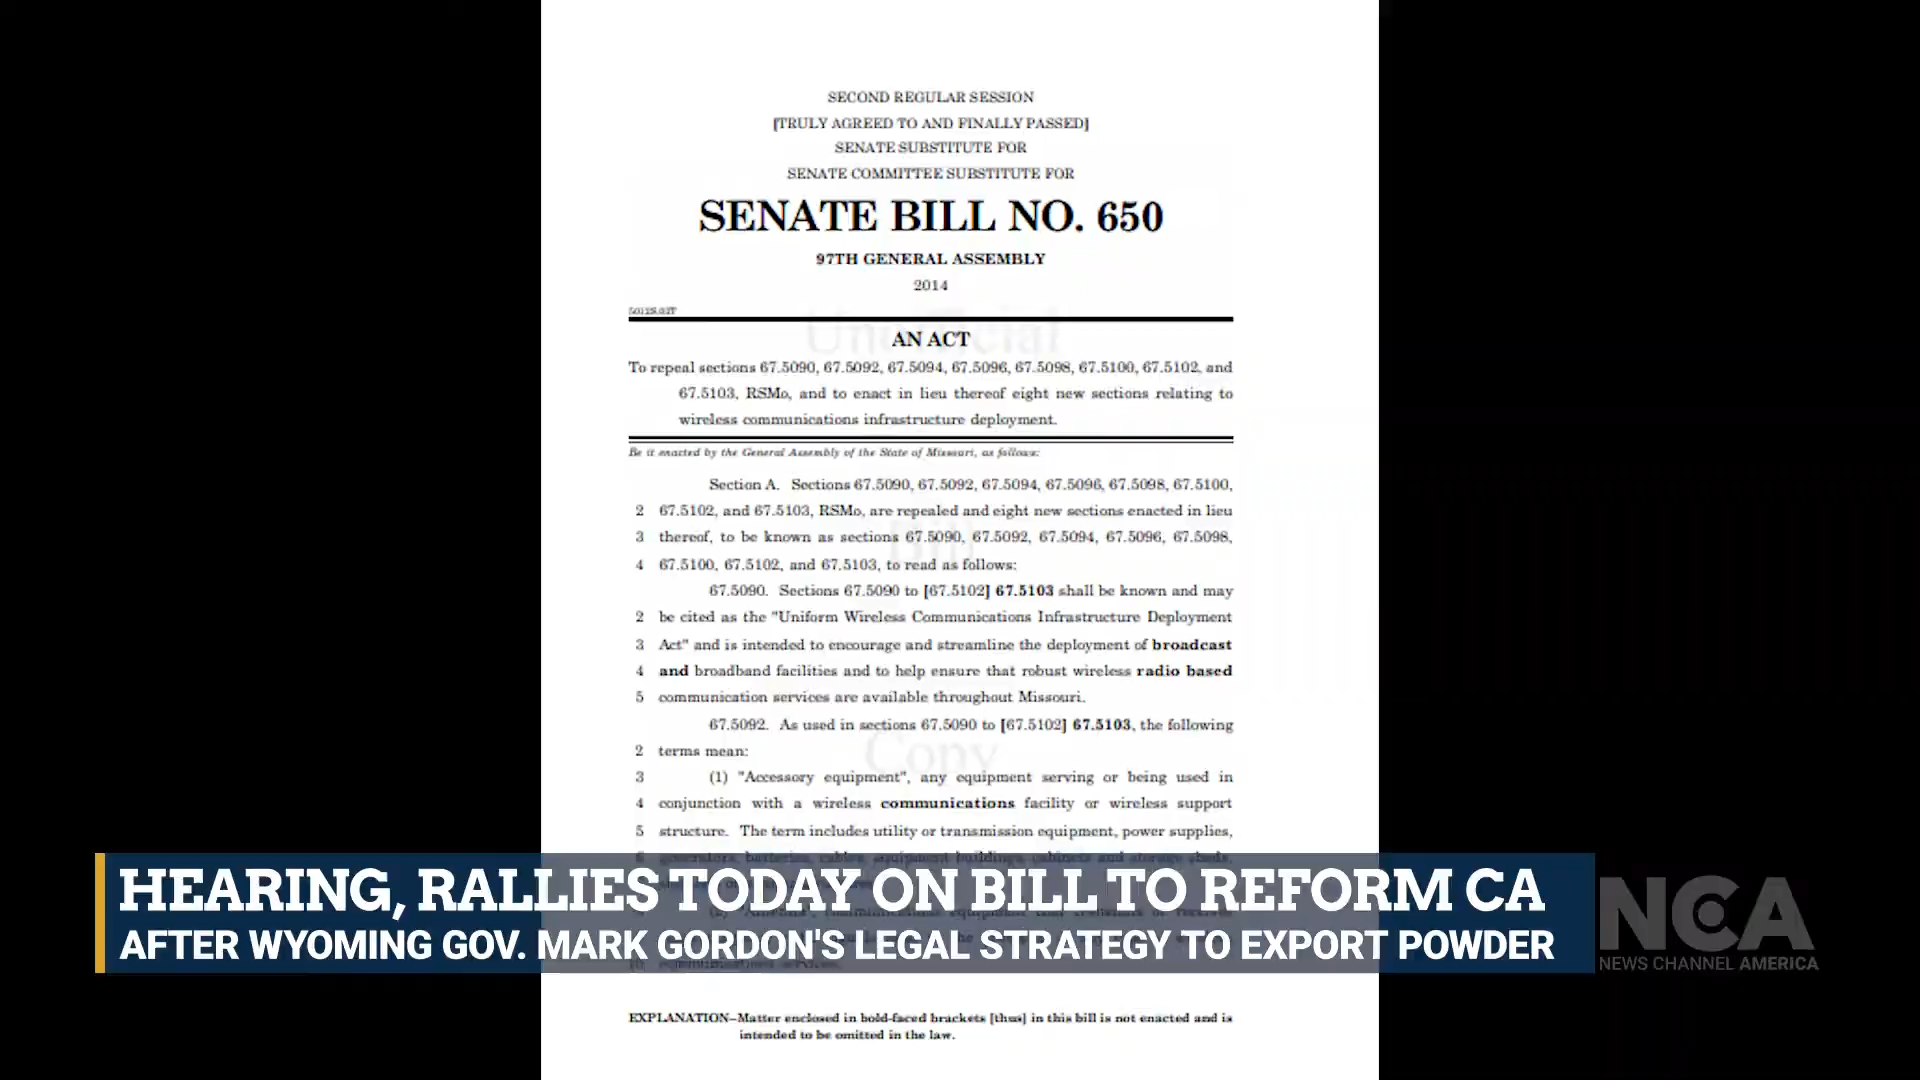 SECOND REGULAR SESSION
[TRULY AGREED TO AND FINALLY PASSED]
SENATE SUBSTITUTE FOR
SENATE COMMITTEE SUBSTITUTE FOR
SENATE BILL NO. 650
97TH GENERAL ASSEMBLY
2014
AN ACT
To repeal sections 67.5090, 67.5092, 67.5094, 67.5096, 67.5098, 67.5100, 67.5102, and
67.5103, RSMo, and to enact in lieu thereof eight new sections relating to
wireless communications infrastructure deployment.
Be it enacted by the General Assembly of the State of Missouri, as follows:
Section A. Sections 67.5090, 67.5092, 67.5094, 67.5096, 67.5098, 67.5100,
2 67.5102, and 67.5103, RSMo, are repealed and eight new sections enacted in lieu
3 thereof, to be known as sections 67.5090, 67.5092, 67.5094, 67.5096, 67.5098,
4 67.5100, 67.5102, and 67.5103, to read as follows:
67.5090. Sections 67.5090 to [67.5102] 67.5103 shall be known and may
2 be cited as the "Uniform Wireless Communications Infrastructure Deployment
3 Act" and is intended to encourage and streamline the deployment of broadcast
4 and broadband facilities and to help ensure that robust wireless radio based
5 communication services are available throughout Missouri.
67.5092. As used in sections 67.5090 to [67.5102] 67.5103, the following
2 terms mean:
3 (1) "Accessory equipment", any equipment serving or being used in
4 conjunction with a wireless communications facility or wireless support
5 structure. The term includes utility or transmission equipment, power supplies,
6 generators, batteries, cables, equipment buildings, cabinets and storage sheds,
HEARING, RALLIES TODAY ON BILL TO REFORM CA
AFTER WYOMING GOV. MARK GORDON'S LEGAL STRATEGY TO EXPORT POWDER
NCA
NEWS CHANNEL AMERICA
EXPLANATION–Matter enclosed in bold-faced brackets [thus] in this bill is not enacted and is
intended to be omitted in the law.
Unofficial
Bill
Copy